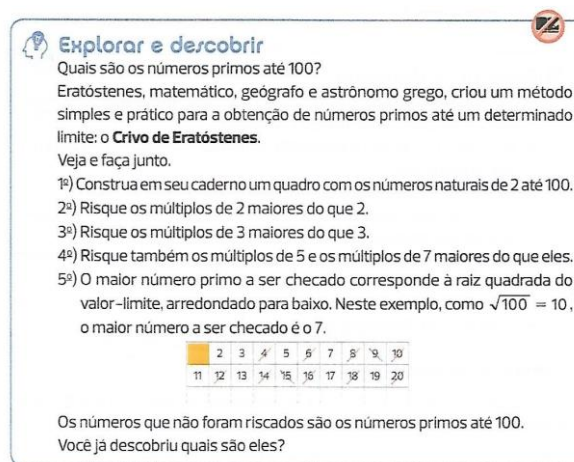 Explorar e descobrir
Quais são os números primos até 100?
Eratóstenes, matemático, geógrafo e astrônomo grego, criou um método
simples e prático para a obtenção de números primos até um determinado
limite: o Crivo de Eratóstenes.
Veja e faça junto.
1º) Construa em seu caderno um quadro com os números naturais de 2 até 100.
2º) Risque os múltiplos de 2 maiores do que 2.
3º) Risque os múltiplos de 3 maiores do que 3.
4º) Risque também os múltiplos de 5 e os múltiplos de 7 maiores do que eles.
5º) O maior número primo a ser checado corresponde à raiz quadrada do
valor-limite, arredondado para baixo. Neste exemplo, como √100 = 10,
o maior número a ser checado é o 7.
2 3 4 5 6 7 8 9 10
11 12 13 14 15 16 17 18 19 20
Os números que não foram riscados são os números primos até 100.
Você já descobriu quais são eles?